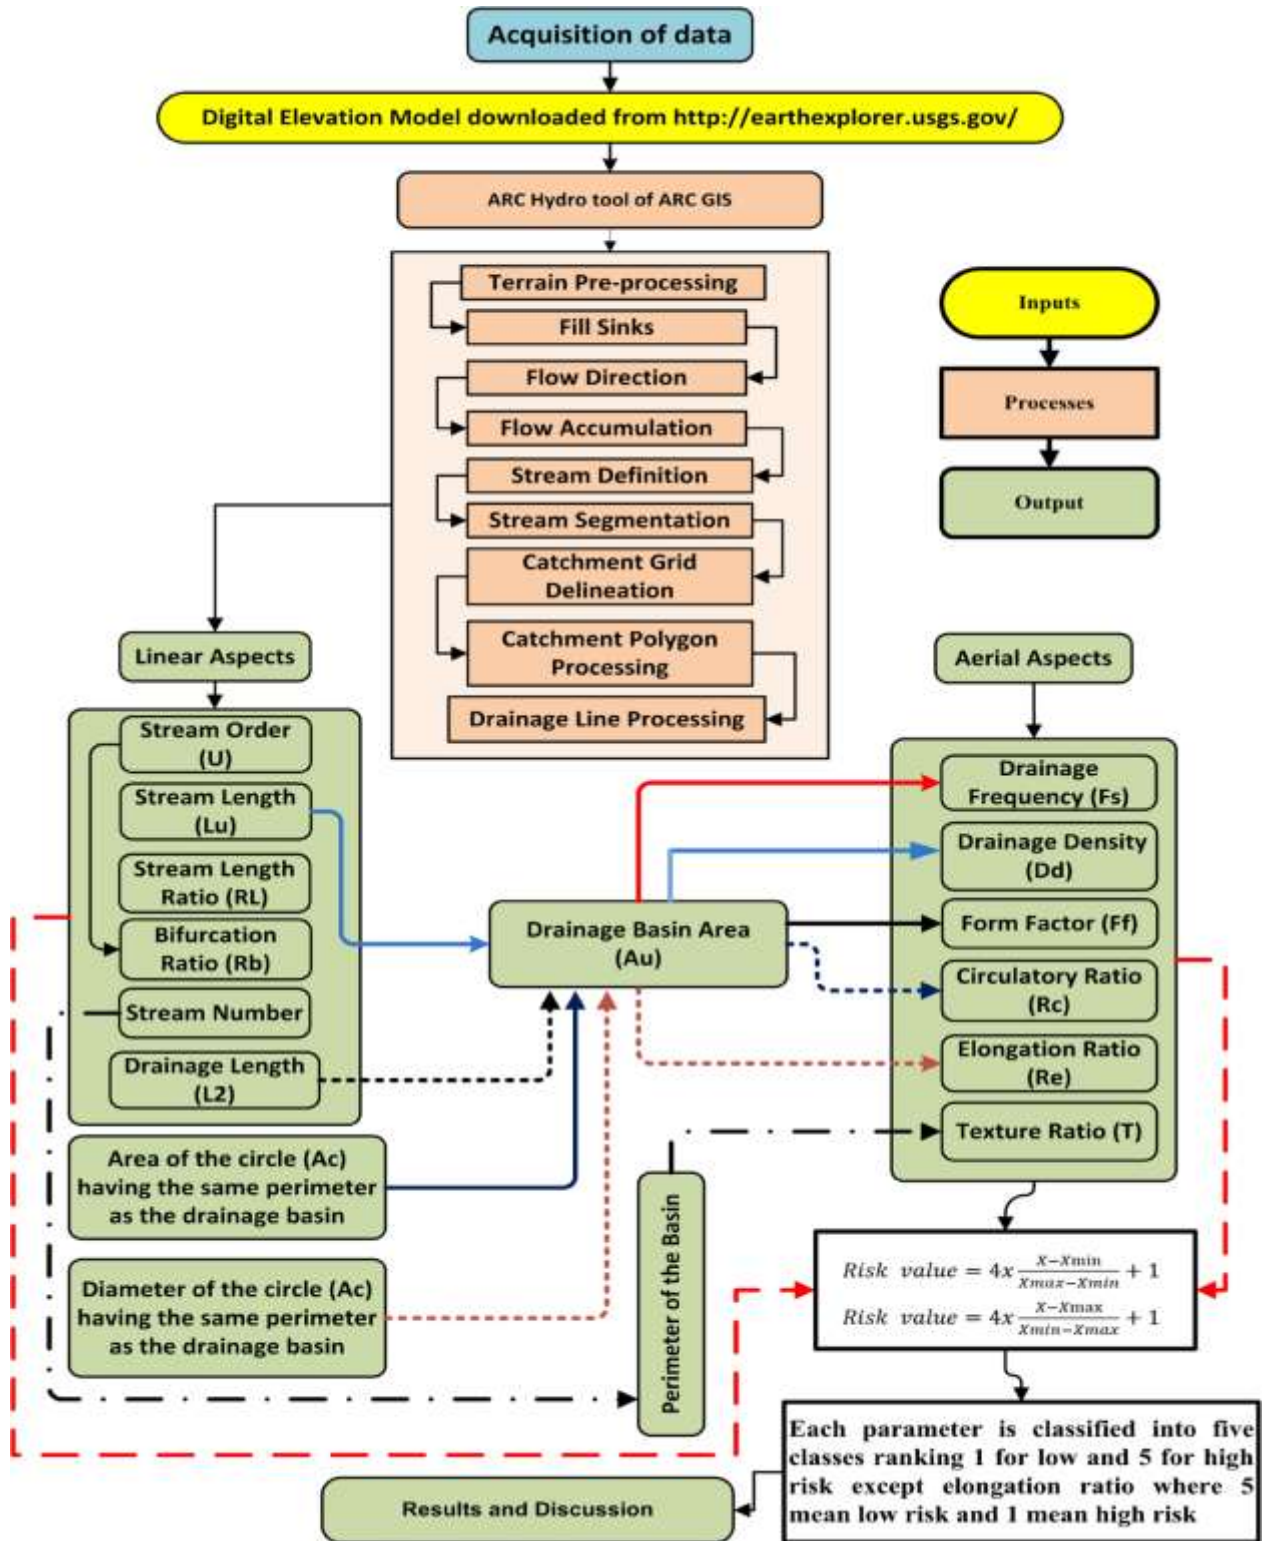 Acquisition of data
Digital Elevation Model downloaded from http://earthexplorer.usgs.gov/
ARC Hydro tool of ARC GIS
Terrain Pre-processing
Fill Sinks
Flow Direction
Flow Accumulation
Stream Definition
Stream Segmentation
Catchment Grid
Delineation
Catchment Polygon
Processing
Drainage Line Processing
Inputs
Processes
Output
Linear Aspects
Stream Order
(U)
Stream Length
(Lu)
Stream Length
Ratio (RL)
Bifurcation
Ratio (Rb)
Stream Number
Drainage Length
(L2)
Area of the circle (Ac)
having the same perimeter
as the drainage basin
Diameter of the circle (Ac)
having the same perimeter
as the drainage basin
Drainage Basin Area
(Au)
Perimeter of the Basin
Aerial Aspects
Drainage
Frequency (Fs)
Drainage Density
(Dd)
Form Factor (Ff)
Circulatory Ratio
(Rc)
Elongation Ratio
(Re)
Texture Ratio (T)
Risk value = 4x (X−Xmin)/(Xmax−Xmin) + 1
Risk value = 4x (X−Xmax)/(Xmin−Xmax) + 1
Each parameter is classified into five
classes ranking 1 for low and 5 for high
risk except elongation ratio where 5
mean low risk and 1 mean high risk
Results and Discussion